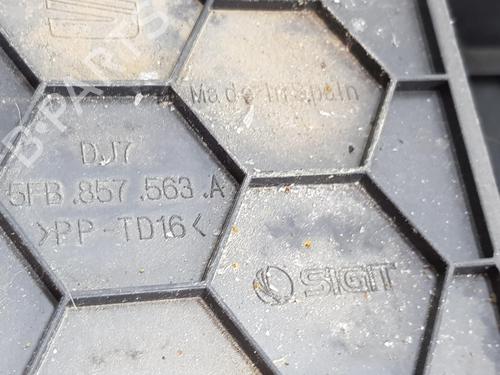 B-PARTS
Made in Spain
DJ7
5FB.857.563.A
>PP-TD16<
SIGIT